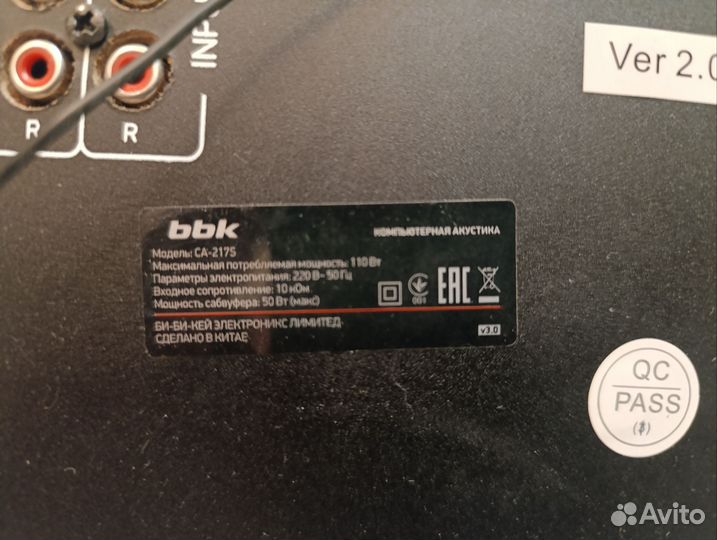 INP
R
R
Ver 2.0
bbk
КОМПЬЮТЕРНАЯ АКУСТИКА
Модель: CA-2175
Максимальная потребляемая мощность: 110 Вт
Параметры электропитания: 220 В~ 50 Гц
Входное сопротивление: 10 кОм
Мощность сабвуфера: 50 Вт (макс)
EAC
БИ-БИ-КЕЙ ЭЛЕКТРОНИКС ЛИМИТЕД
СДЕЛАНО В КИТАЕ
v3.0
QC
PASS
Avito